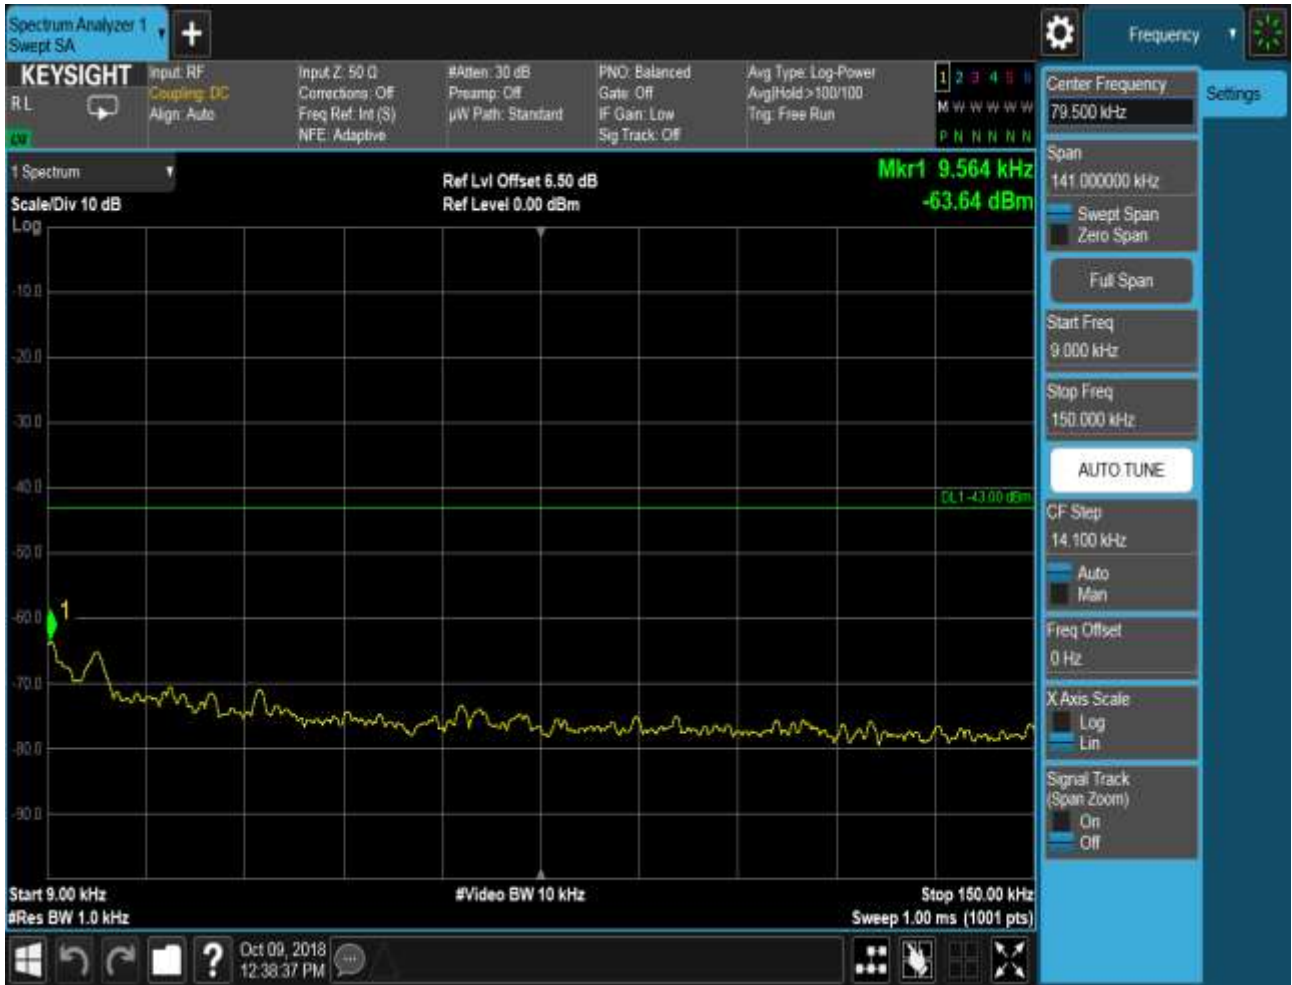 Spectrum Analyzer 1
Swept SA
+
Frequency
KEYSIGHT
RL
Input: RF
Coupling: DC
Align: Auto
Input Z: 50 Ω
Corrections: Off
Freq Ref: Int (S)
NFE: Adaptive
#Atten: 30 dB
Preamp: Off
µW Path: Standard
PNO: Balanced
Gate: Off
IF Gain: Low
Sig Track: Off
Avg Type: Log-Power
Avg|Hold:>100/100
Trig: Free Run
1 2 3 4 5 6
M W W W W W
P N N N N N
1 Spectrum
Scale/Div 10 dB
Log
Ref Lvl Offset 6.50 dB
Ref Level 0.00 dBm
Mkr1 9.564 kHz
-63.64 dBm
-10.0
-20.0
-30.0
-40.0
DL1 -43.00 dBm
-50.0
-60.0
1
-70.0
-80.0
-90.0
Start 9.00 kHz
#Res BW 1.0 kHz
#Video BW 10 kHz
Stop 150.00 kHz
Sweep 1.00 ms (1001 pts)
?
Oct 09, 2018
12:38:37 PM
Center Frequency
79.500 kHz
Settings
Span
141.000000 kHz
Swept Span
Zero Span
Full Span
Start Freq
9.000 kHz
Stop Freq
150.000 kHz
AUTO TUNE
CF Step
14.100 kHz
Auto
Man
Freq Offset
0 Hz
X Axis Scale
Log
Lin
Signal Track
(Span Zoom)
On
Off